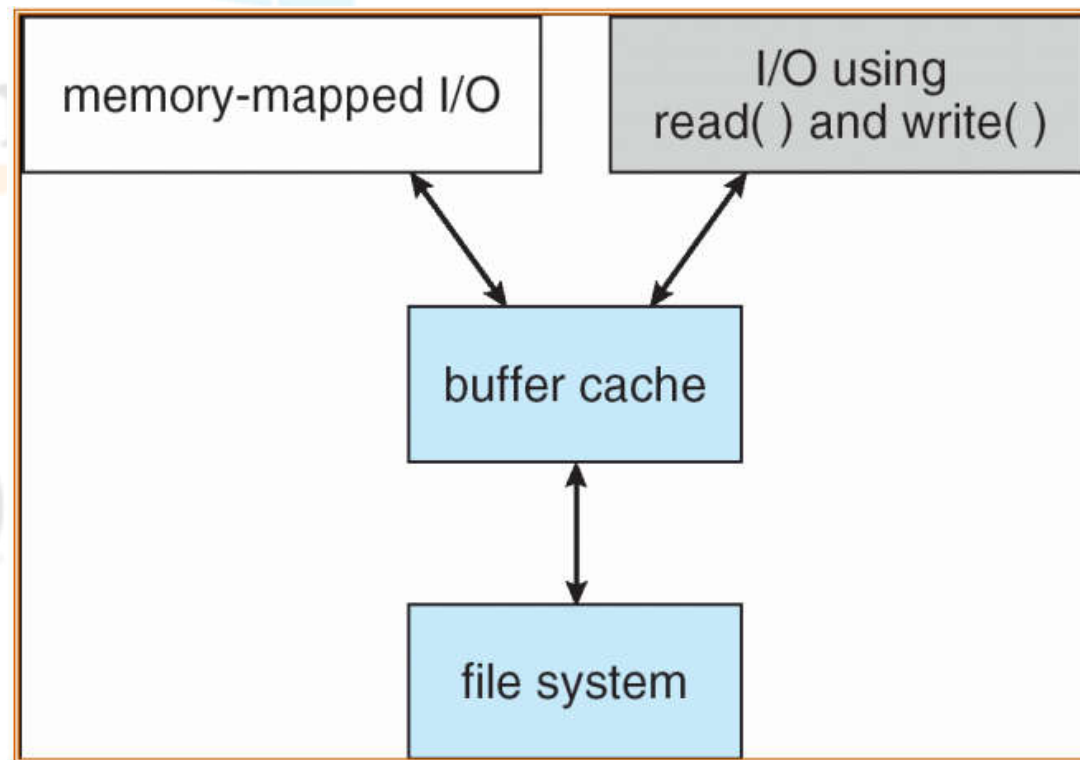 memory-mapped I/O
I/O using
read( ) and write( )
buffer cache
file system